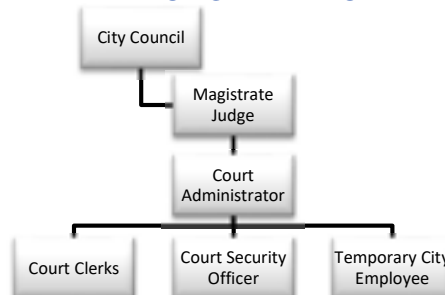 City Council
Magistrate
Judge
Court
Administrator
Court Clerks
Court Security
Officer
Temporary City
Employee